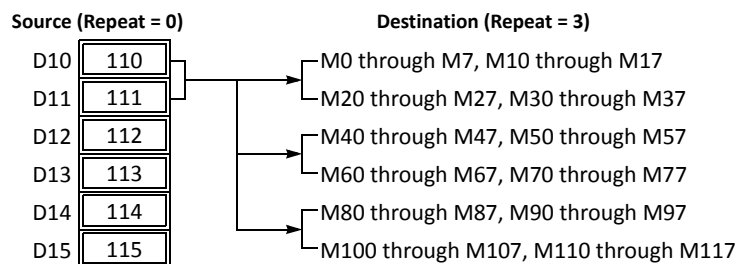 Source (Repeat = 0) Destination (Repeat = 3)
D10 110 M0 through M7, M10 through M17
D11 111 M20 through M27, M30 through M37
D12 112 M40 through M47, M50 through M57
D13 113 M60 through M67, M70 through M77
D14 114 M80 through M87, M90 through M97
D15 115 M100 through M107, M110 through M117